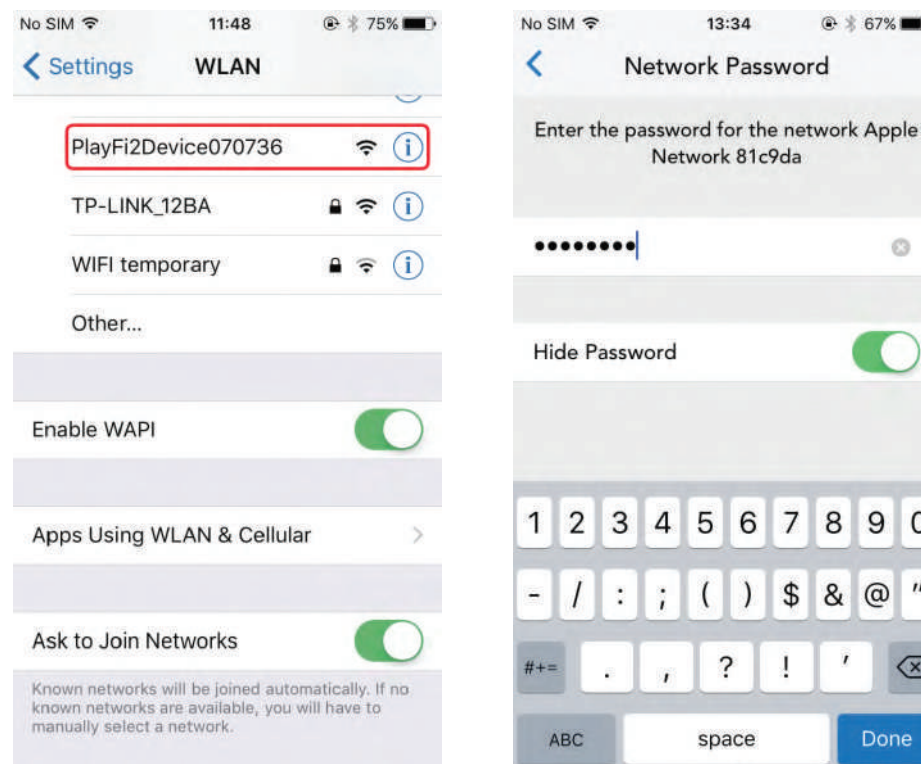 No SIM 11:48 75%
Settings WLAN
PlayFi2Device070736
TP-LINK_12BA
WIFI temporary
Other...
Enable WAPI
Apps Using WLAN & Cellular
Ask to Join Networks
Known networks will be joined automatically. If no
known networks are available, you will have to
manually select a network.
No SIM 13:34 67%
Network Password
Enter the password for the network Apple
Network 81c9da
••••••••
Hide Password
1 2 3 4 5 6 7 8 9 0
- / : ; ( ) $ & @ "
#+= . , ? ! '
ABC space Done